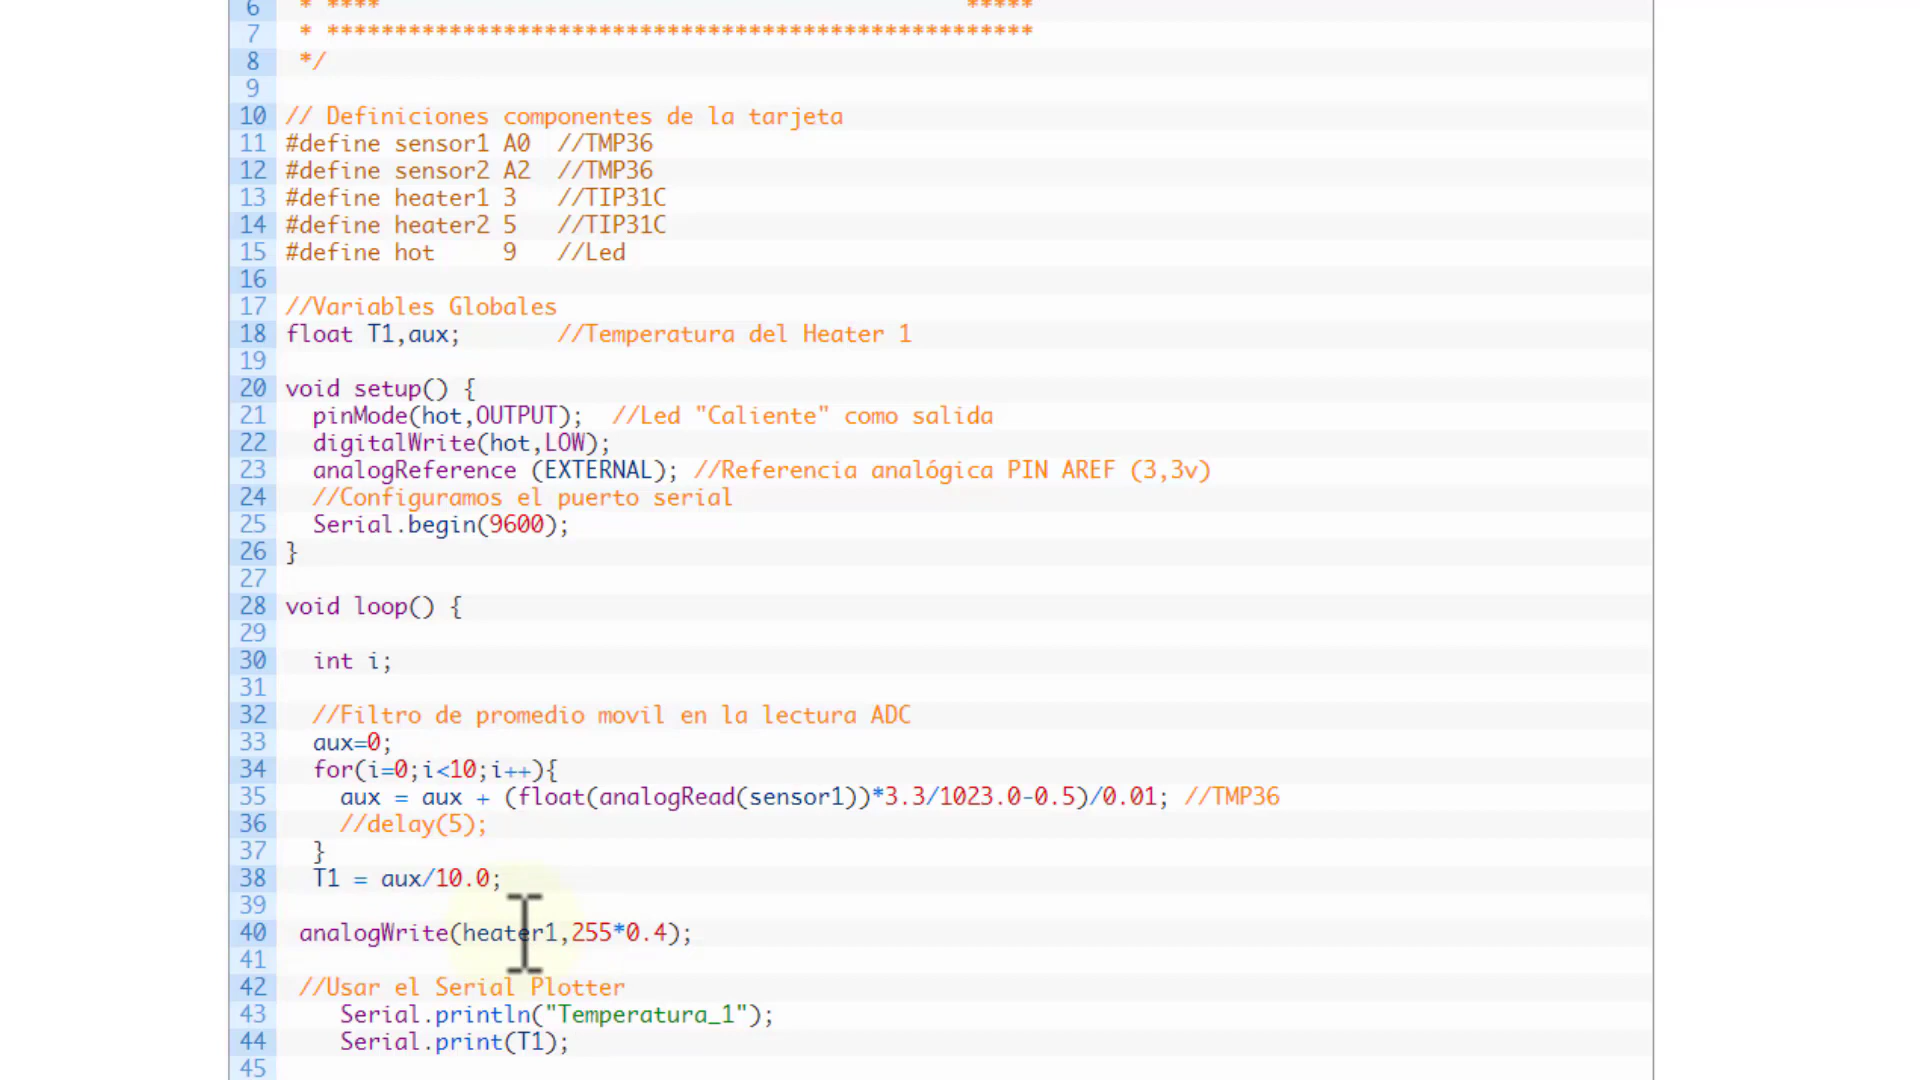 6 * **** *****
7 * ****************************************************
8 */
9
10 // Definiciones componentes de la tarjeta
11 #define sensor1 A0 //TMP36
12 #define sensor2 A2 //TMP36
13 #define heater1 3 //TIP31C
14 #define heater2 5 //TIP31C
15 #define hot 9 //Led
16
17 //Variables Globales
18 float T1,aux; //Temperatura del Heater 1
19
20 void setup() {
21 pinMode(hot,OUTPUT); //Led "Caliente" como salida
22 digitalWrite(hot,LOW);
23 analogReference (EXTERNAL); //Referencia analógica PIN AREF (3,3v)
24 //Configuramos el puerto serial
25 Serial.begin(9600);
26 }
27
28 void loop() {
29
30 int i;
31
32 //Filtro de promedio movil en la lectura ADC
33 aux=0;
34 for(i=0;i<10;i++){
35 aux = aux + (float(analogRead(sensor1))*3.3/1023.0-0.5)/0.01; //TMP36
36 //delay(5);
37 }
38 T1 = aux/10.0;
39
40 analogWrite(heater1,255*0.4);
41
42 //Usar el Serial Plotter
43 Serial.println("Temperatura_1");
44 Serial.print(T1);
45